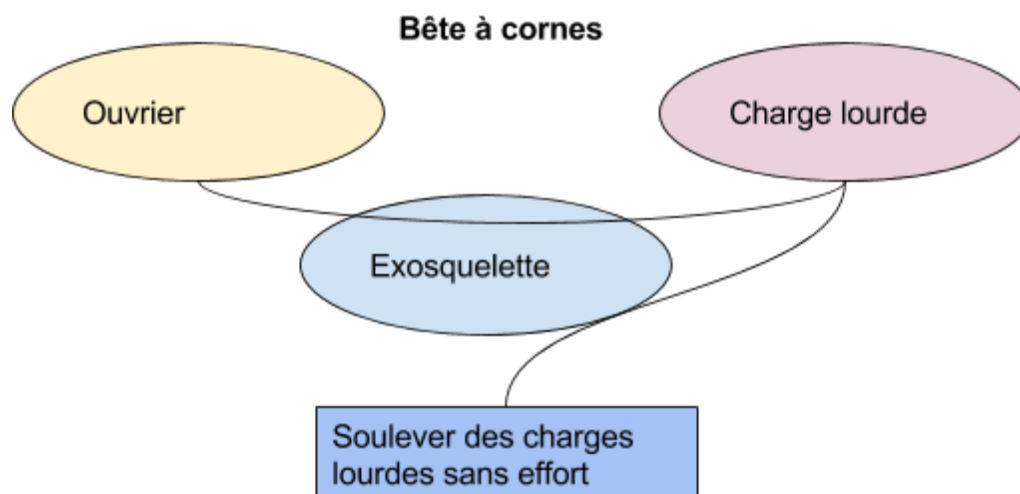 Bête à cornes
Ouvrier
Charge lourde
Exosquelette
Soulever des charges
lourdes sans effort